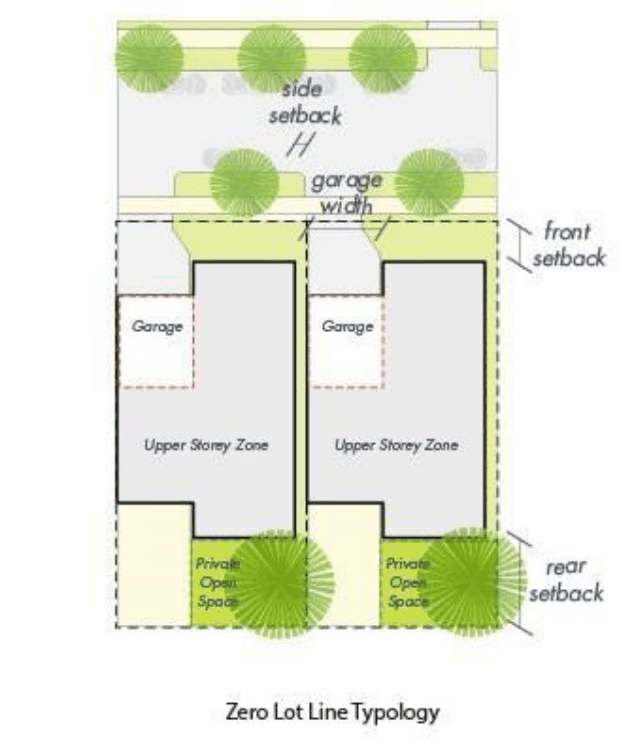 side
setback
garage
width
front
setback
Garage
Garage
Upper Storey Zone
Upper Storey Zone
Private
Open
Space
Private
Open
Space
rear
setback
Zero Lot Line Typology